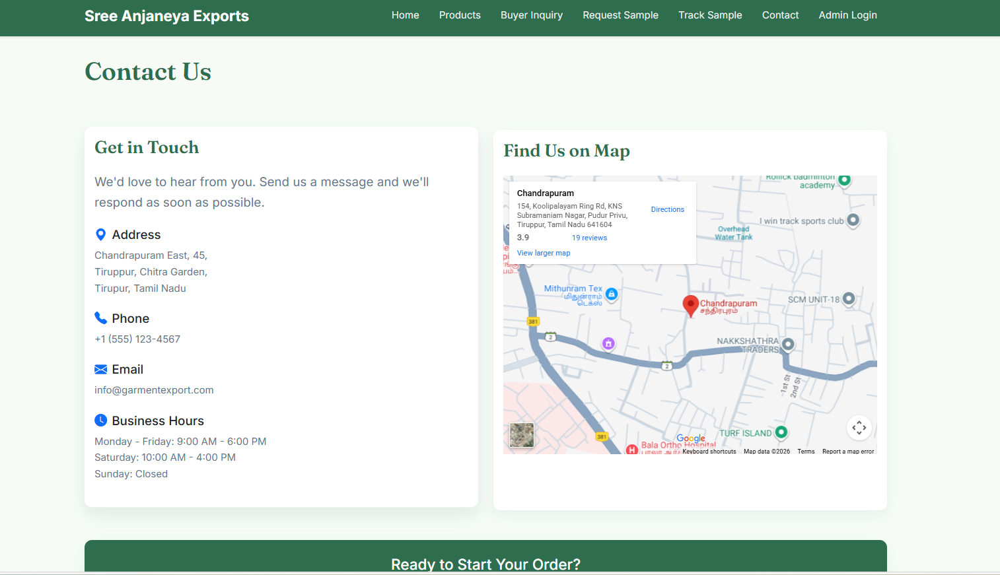 Sree Anjaneya Exports
Home
Products
Buyer Inquiry
Request Sample
Track Sample
Contact
Admin Login
Contact Us
Get in Touch
We'd love to hear from you. Send us a message and we'll
respond as soon as possible.
Address
Chandrapuram East, 45,
Tiruppur, Chitra Garden,
Tirupur, Tamil Nadu
Phone
+1 (555) 123-4567
Email
info@garmentexport.com
Business Hours
Monday - Friday: 9:00 AM - 6:00 PM
Saturday: 10:00 AM - 4:00 PM
Sunday: Closed
Find Us on Map
Chandrapuram
154, Koolipalayam Ring Rd, KNS
Subramaniam Nagar, Pudur Privu,
Tiruppur, Tamil Nadu 641604
Directions
3.9
19 reviews
View larger map
Rollick badminton
academy
I win track sports club
Overhead
Water Tank
Mithunram Tex
மிதுன்ராம்
டெக்ஸ்
Chandrapuram
சந்திரபுரம்
SCM UNIT-18
381
2
NAKKSHATHRA
TRADERS
2
1st St
2nd St
381
TURF ISLAND
Google
Bala Ortho Hospital
Keyboard shortcuts
Map data ©2026
Terms
Report a map error
Ready to Start Your Order?